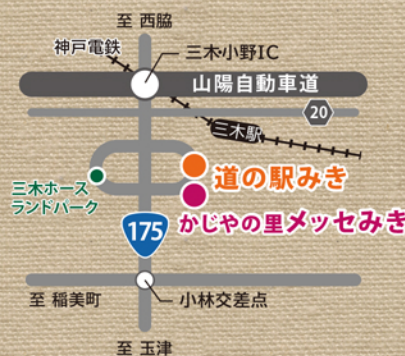 至 西脇
神戸電鉄
三木・小野IC
山陽自動車道
20
三木駅
道の駅みき
三木ホース
ランドパーク
かじやの里メッセみき
175
至 稲美町
小林交差点
至 玉津